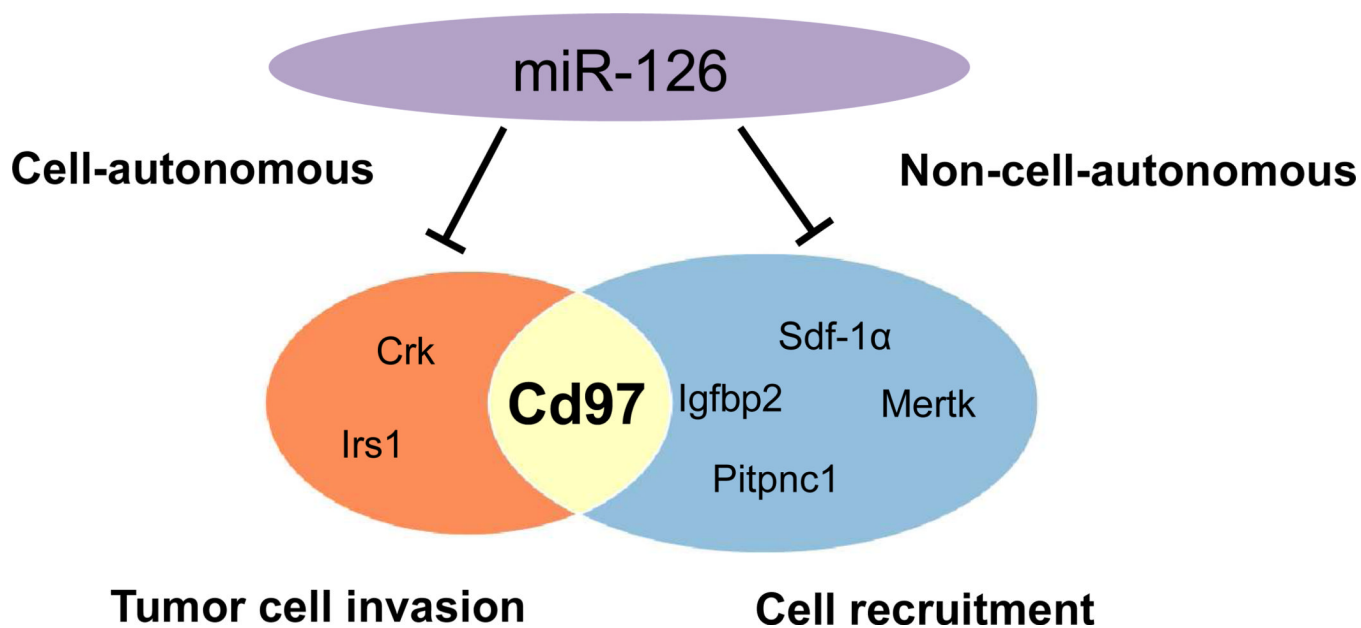 miR-126
Cell-autonomous
Non-cell-autonomous
Crk
Irs1
Cd97
Sdf-1α
Igfbp2
Mertk
Pitpnc1
Tumor cell invasion
Cell recruitment